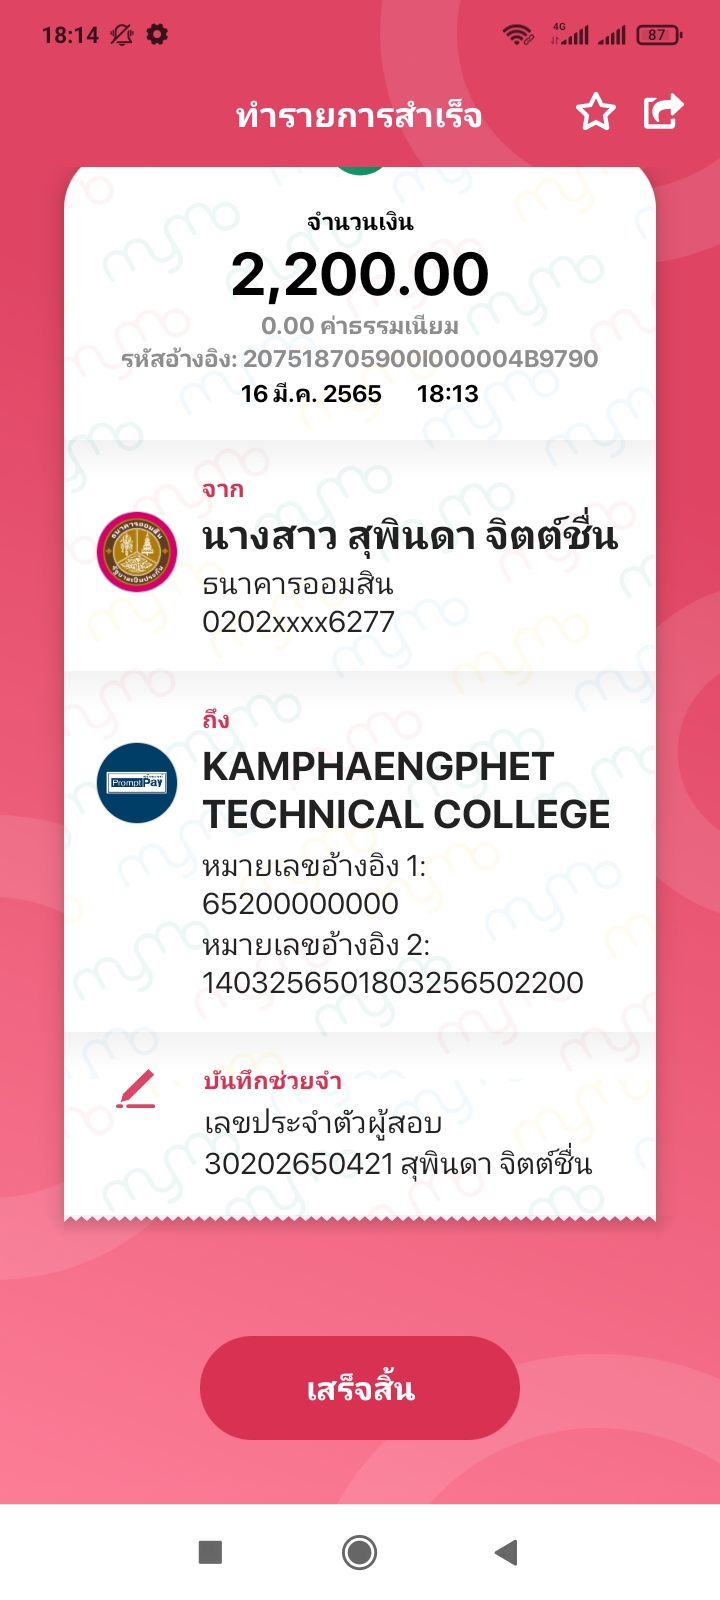 18:14
4G
87
ทำรายการสำเร็จ
จำนวนเงิน
2,200.00
0.00 ค่าธรรมเนียม
รหัสอ้างอิง: 207518705900I000004B9790
16 มี.ค. 2565 18:13
จาก
นางสาว สุพินดา จิตต์ชื่น
ธนาคารออมสิน
0202xxxx6277
ถึง
PromptPay
KAMPHAENGPHET
TECHNICAL COLLEGE
หมายเลขอ้างอิง 1:
65200000000
หมายเลขอ้างอิง 2:
1403256501803256502200
บันทึกช่วยจำ
เลขประจำตัวผู้สอบ
30202650421 สุพินดา จิตต์ชื่น
เสร็จสิ้น